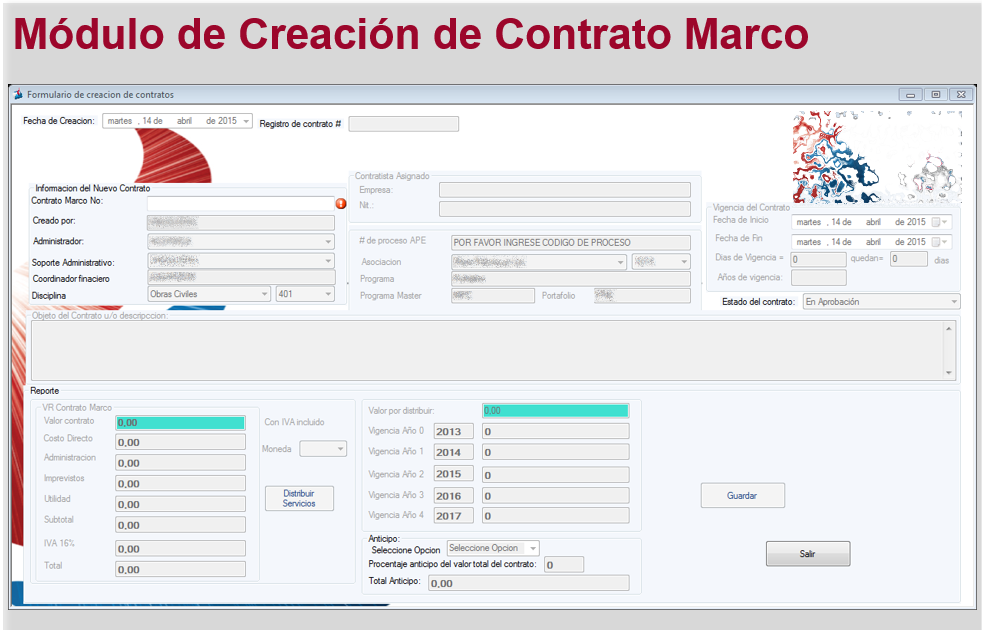 Módulo de Creación de Contrato Marco
Formulario de creacion de contratos
Fecha de Creacion: martes , 14 de abril de 2015 Registro de contrato #
Informacion del Nuevo Contrato
Contrato Marco No:
Creado por:
Administrador:
Soporte Administrativo:
Coordinador finaciero
Disciplina Obras Civiles 401
Contratista Asignado
Empresa:
Nit.:
# de proceso APE POR FAVOR INGRESE CODIGO DE PROCESO
Asociacion
Programa
Programa Master Portafolio
Vigencia del Contrato
Fecha de Inicio martes , 14 de abril de 2015
Fecha de Fin martes , 14 de abril de 2015
Dias de Vigencia = 0 quedan= 0 dias
Años de vigencia:
Estado del contrato: En Aprobación
Objeto del Contrato u/o descripccion:
Reporte
VR Contrato Marco
Valor contrato 0,00
Costo Directo 0,00
Administracion 0,00
Imprevistos 0,00
Utilidad 0,00
Subtotal 0,00
IVA 16% 0,00
Total 0,00
Con IVA incluido
Moneda
Distribuir
Servicios
Valor por distribuir: 0,00
Vigencia Año 0 2013 0
Vigencia Año 1 2014 0
Vigencia Año 2 2015 0
Vigencia Año 3 2016 0
Vigencia Año 4 2017 0
Anticipo:
Seleccione Opcion Seleccione Opcion
Procentaje anticipo del valor total del contrato: 0
Total Anticipo: 0,00
Guardar
Salir